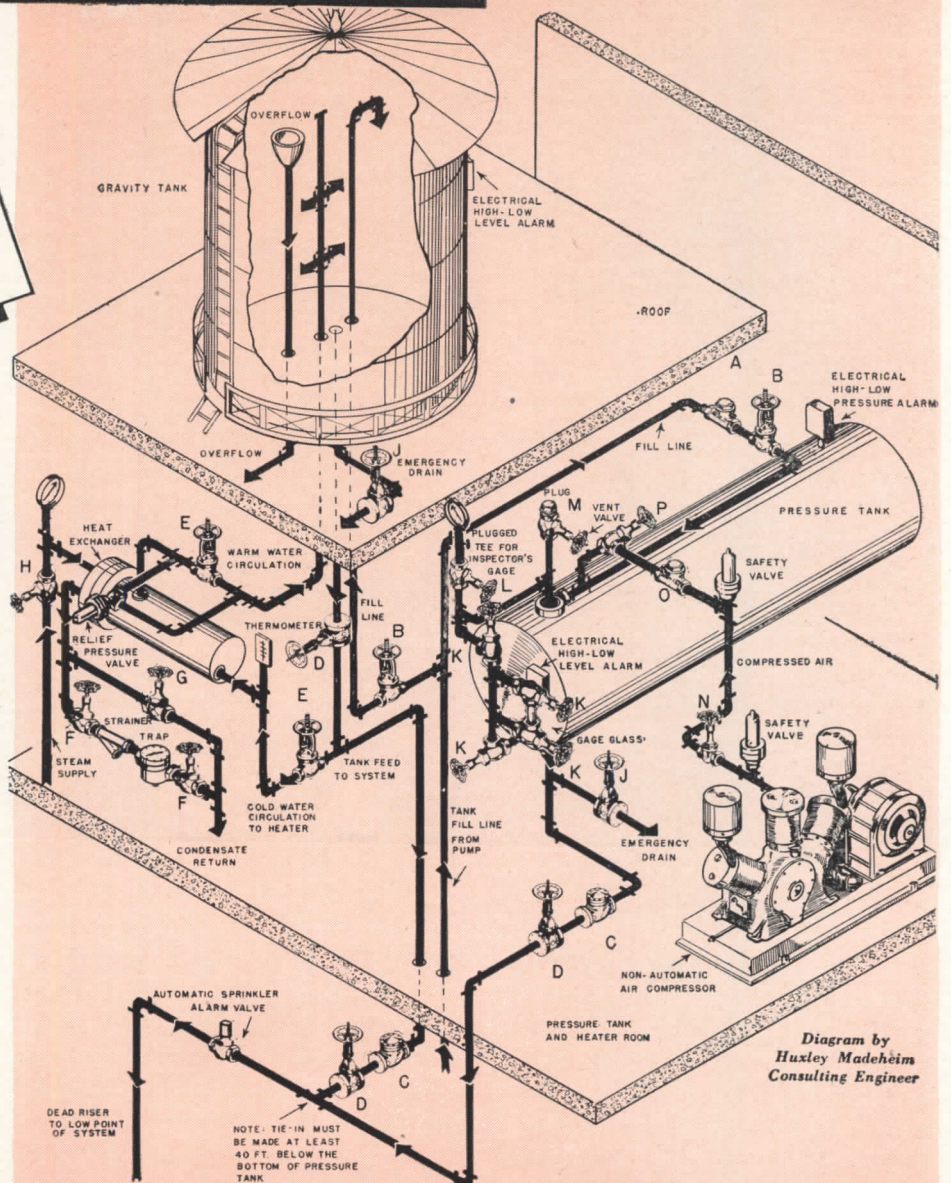 OVERFLOW
GRAVITY TANK
ELECTRICAL
HIGH-LOW
LEVEL ALARM
ROOF
A
B
ELECTRICAL
HIGH-LOW
PRESSURE ALARM
FILL LINE
OVERFLOW
J
EMERGENCY
DRAIN
PLUG
M
VENT
VALVE
P
PRESSURE TANK
HEAT
EXCHANGER
E
WARM WATER
CIRCULATION
PLUGGED
TEE FOR
INSPECTOR'S
GAGE
H
L
O
SAFETY
VALVE
FILL
LINE
THERMOMETER
D
B
RELIEF
PRESSURE
VALVE
ELECTRICAL
HIGH-LOW
LEVEL ALARM
K
COMPRESSED AIR
G
E
K
N
STRAINER
F
TRAP
SAFETY
VALVE
GAGE GLASS
K
K
J
STEAM
SUPPLY
F
TANK FEED
TO SYSTEM
COLD WATER
CIRCULATION
TO HEATER
TANK
FILL LINE
FROM
PUMP
CONDENSATE
RETURN
EMERGENCY
DRAIN
D
C
NON-AUTOMATIC
AIR COMPRESSOR
AUTOMATIC SPRINKLER
ALARM VALVE
PRESSURE TANK
AND HEATER ROOM
Diagram by
Huxley Madeheim
Consulting Engineer
C
D
DEAD RISER
TO LOW POINT
OF SYSTEM
NOTE: TIE-IN MUST
BE MADE AT LEAST
40 FT. BELOW THE
BOTTOM OF PRESSURE
TANK